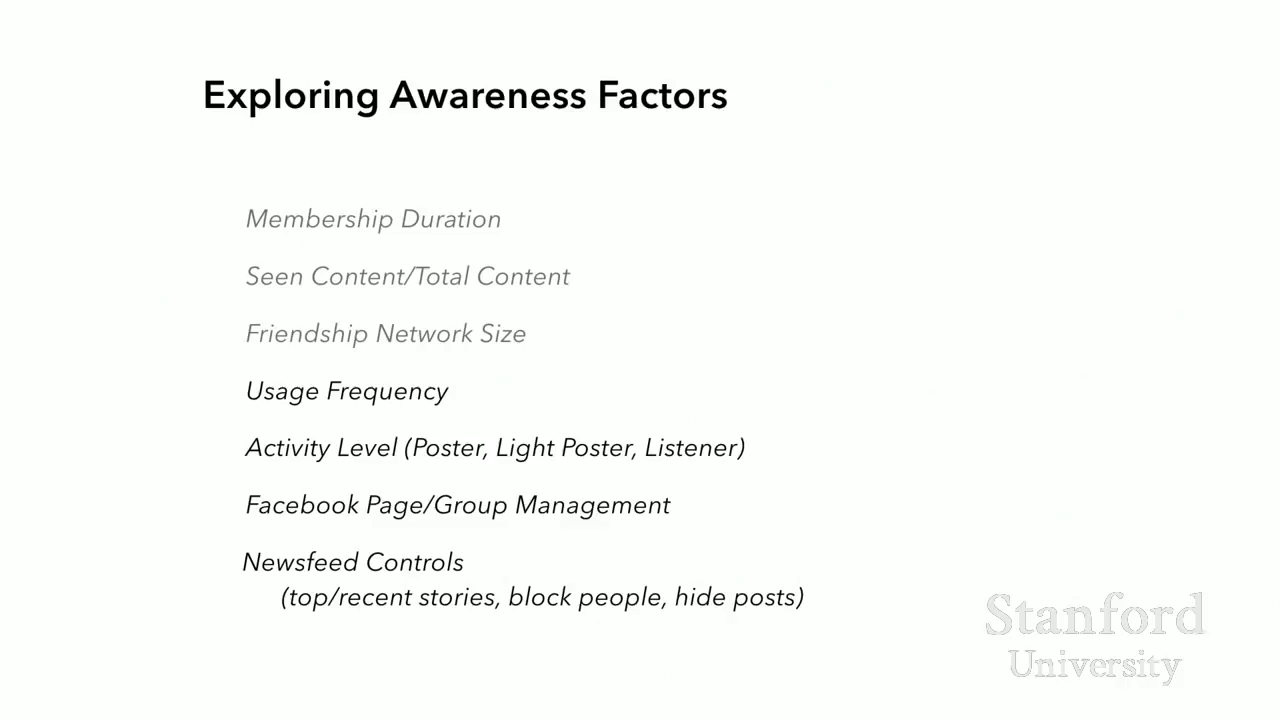 Exploring Awareness Factors
Membership Duration
Seen Content/Total Content
Friendship Network Size
Usage Frequency
Activity Level (Poster, Light Poster, Listener)
Facebook Page/Group Management
Newsfeed Controls
(top/recent stories, block people, hide posts)
Stanford
University